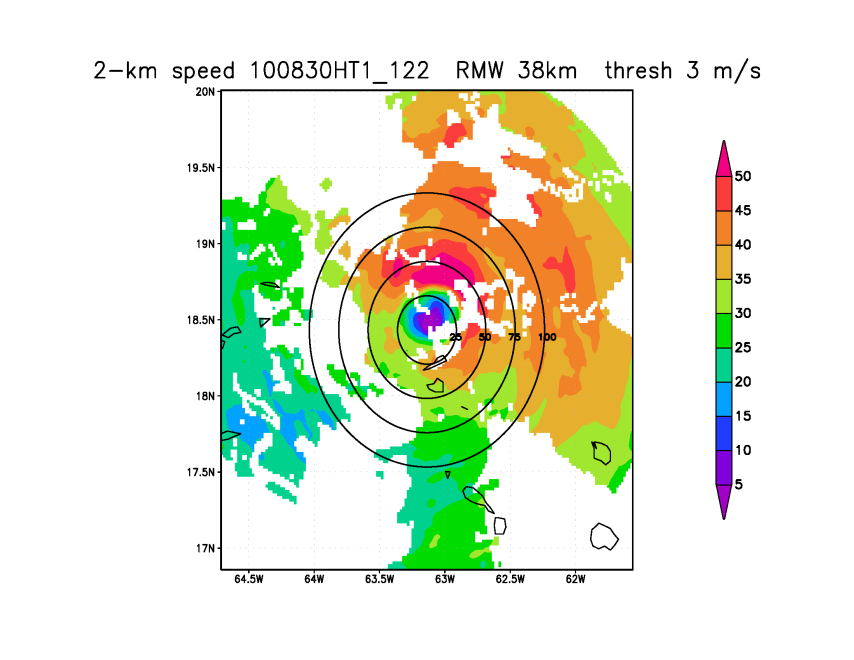 2-km speed 100830HT1_122 RMW 38km thresh 3 m/s
20N
19.5N
19N
18.5N
18N
17.5N
17N
64.5W 64W 63.5W 63W 62.5W 62W
25 50 75 100
50
45
40
35
30
25
20
15
10
5